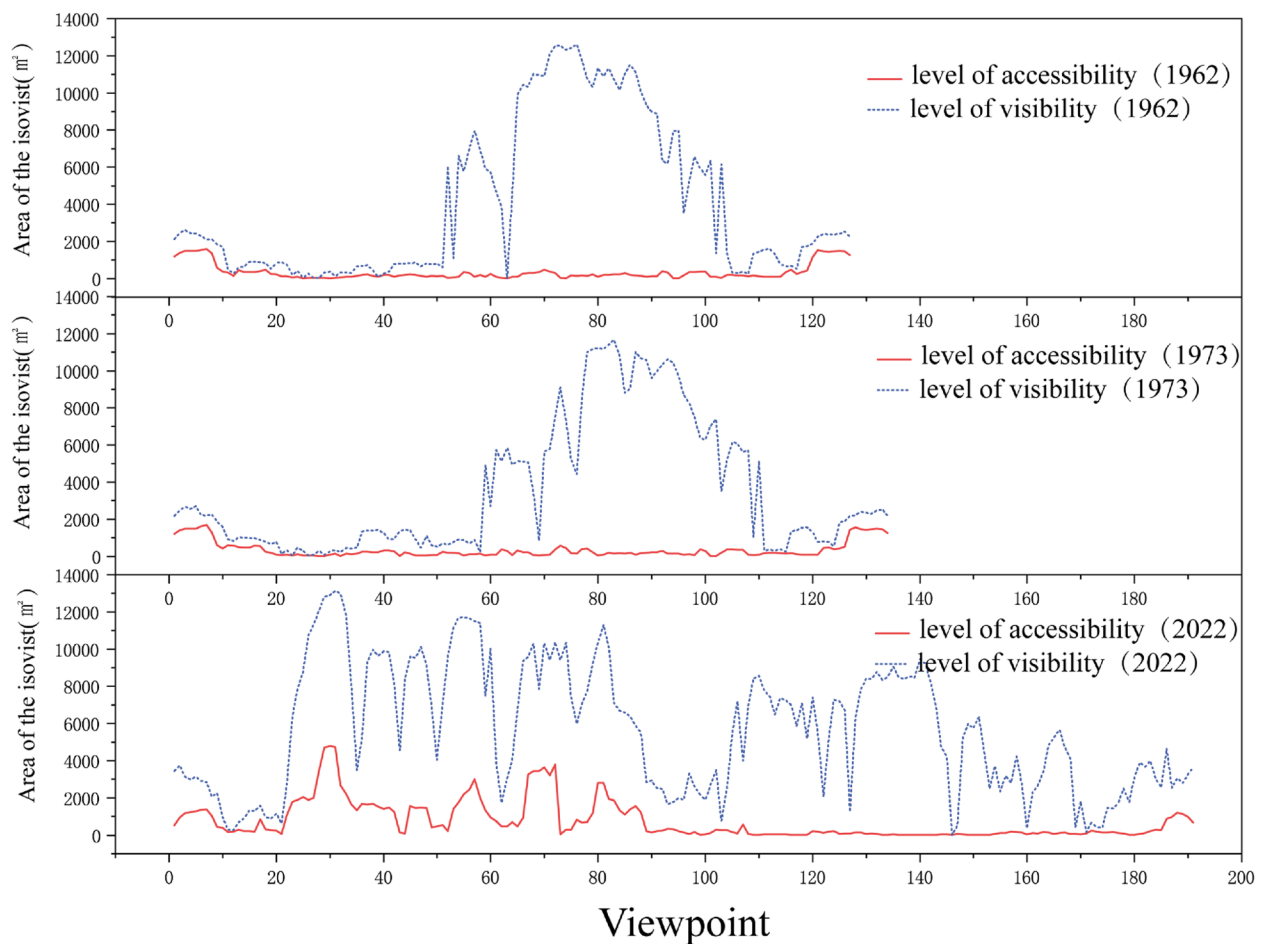 14000
12000
10000
8000
6000
4000
2000
0
Area of the isovist(㎡)
level of accessibility（1962）
level of visibility（1962）
0 20 40 60 80 100 120 140 160 180
14000
12000
10000
8000
6000
4000
2000
0
Area of the isovist(㎡)
level of accessibility（1973）
level of visibility（1973）
0 20 40 60 80 100 120 140 160 180
14000
12000
10000
8000
6000
4000
2000
0
Area of the isovist(㎡)
level of accessibility（2022）
level of visibility（2022）
0 20 40 60 80 100 120 140 160 180 200
Viewpoint